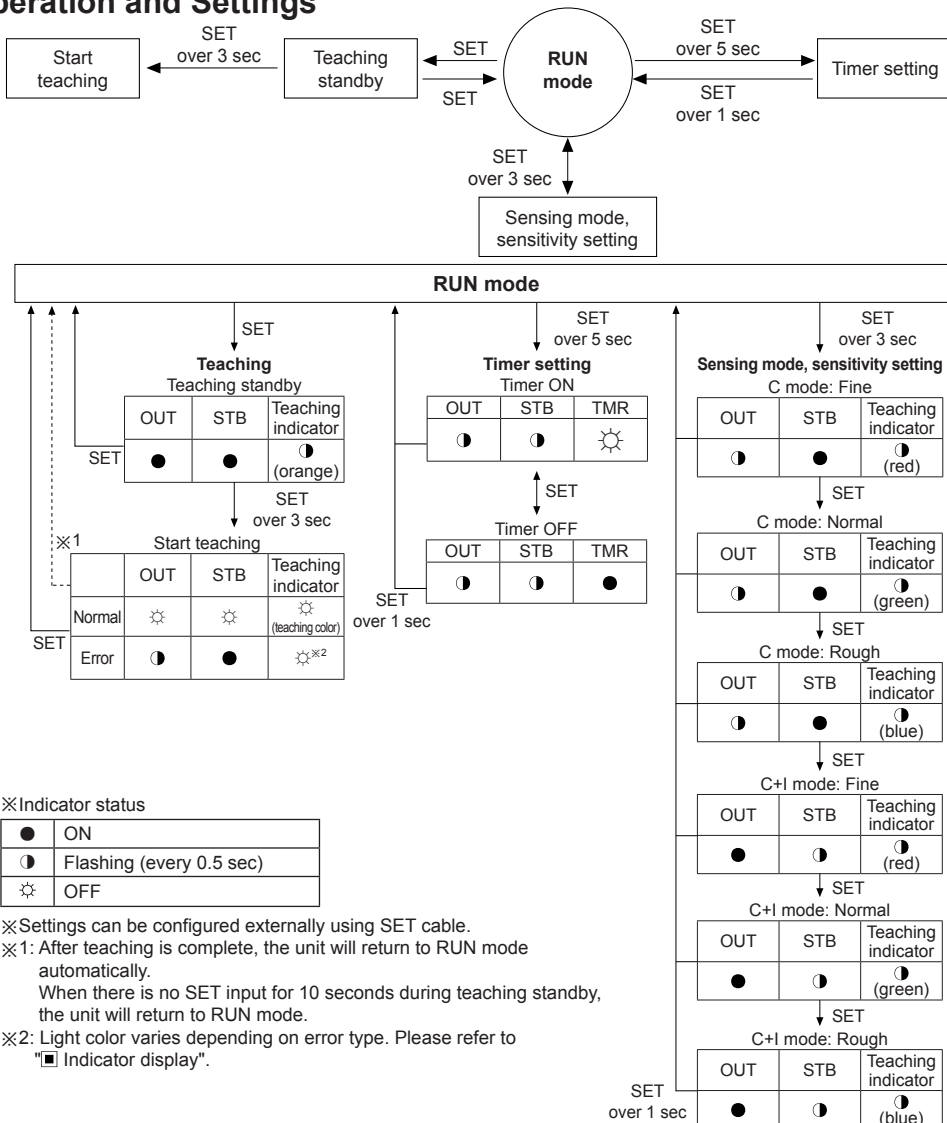 peration and Settings
Start
teaching
SET
over 3 sec
Teaching
standby
SET
SET
RUN
mode
SET
over 5 sec
SET
over 1 sec
Timer setting
SET
over 3 sec
Sensing mode,
sensitivity setting
RUN mode
SET
Teaching
Teaching standby
OUT STB Teaching
indicator
● ● ◑
(orange)
SET
SET
over 3 sec
※1
Start teaching
OUT STB Teaching
indicator
Normal ☼ ☼ ☼
(teaching color)
Error ◑ ● ☼※2
SET
SET
over 5 sec
Timer setting
Timer ON
OUT STB TMR
◑ ◑ ☼
SET
Timer OFF
OUT STB TMR
◑ ◑ ●
SET
over 1 sec
SET
over 3 sec
Sensing mode, sensitivity setting
C mode: Fine
OUT STB Teaching
indicator
◑ ● ◑
(red)
SET
C mode: Normal
OUT STB Teaching
indicator
◑ ● ◑
(green)
SET
C mode: Rough
OUT STB Teaching
indicator
◑ ● ◑
(blue)
SET
C+I mode: Fine
OUT STB Teaching
indicator
● ◑ ◑
(red)
SET
C+I mode: Normal
OUT STB Teaching
indicator
● ◑ ◑
(green)
SET
C+I mode: Rough
OUT STB Teaching
indicator
● ◑ ◑
(blue)
SET
over 1 sec
※Indicator status
● ON
◑ Flashing (every 0.5 sec)
☼ OFF
※Settings can be configured externally using SET cable.
※1: After teaching is complete, the unit will return to RUN mode
automatically.
When there is no SET input for 10 seconds during teaching standby,
the unit will return to RUN mode.
※2: Light color varies depending on error type. Please refer to
"▣ Indicator display".